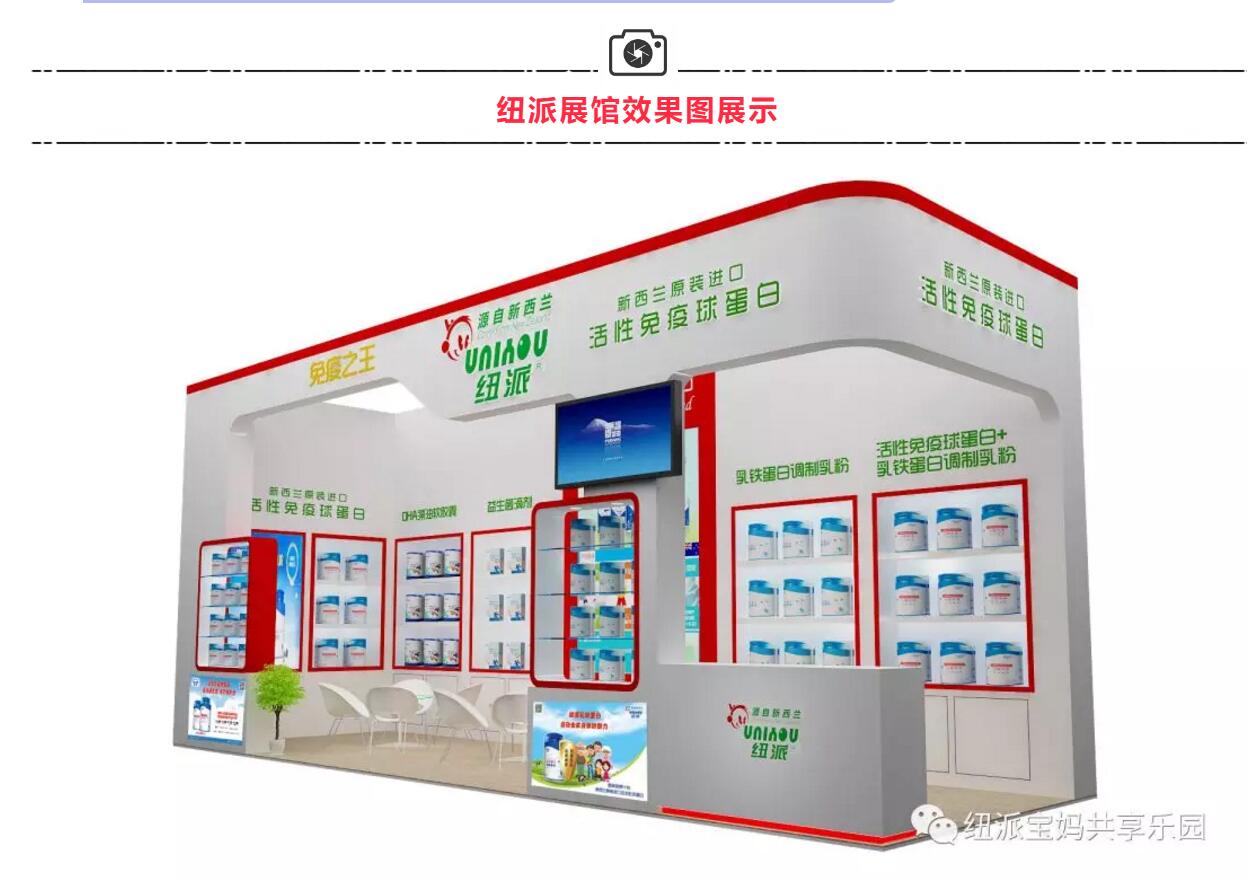 纽派展馆效果图展示
免疫之王
源自新西兰
UNIHOU
纽派
R
新西兰原装进口
活性免疫球蛋白
新西兰原装进口
活性免疫球蛋白
新西兰原装进口
活性免疫球蛋白
DHA藻油软胶囊
益生菌滴剂
乳铁蛋白调制乳粉
活性免疫球蛋白+
乳铁蛋白调制乳粉
源自新西兰
UNIHOU
纽派
纽派宝妈共享乐园